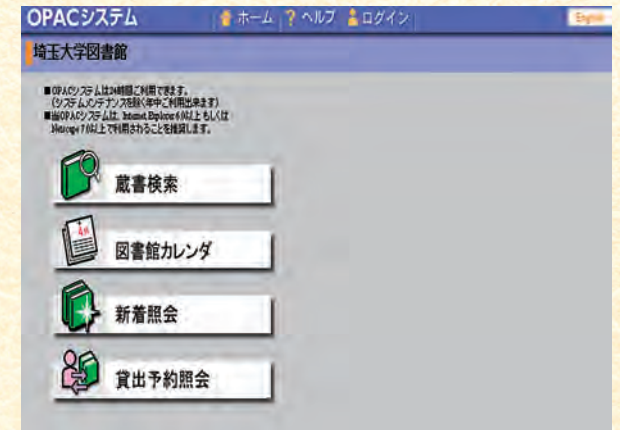 OPACシステム
ホーム ? ヘルプ ログイン
English
埼玉大学図書館
■OPACシステムは24時間ご利用できます。
(システムメンテナンスを除く年中ご利用出来ます)
■当OPACシステムは、Internet Explorer 6.0以上もしくは
Netscape 7.0以上で利用されることを推奨します。
蔵書検索
4月
図書館カレンダ
新着照会
貸出予約照会